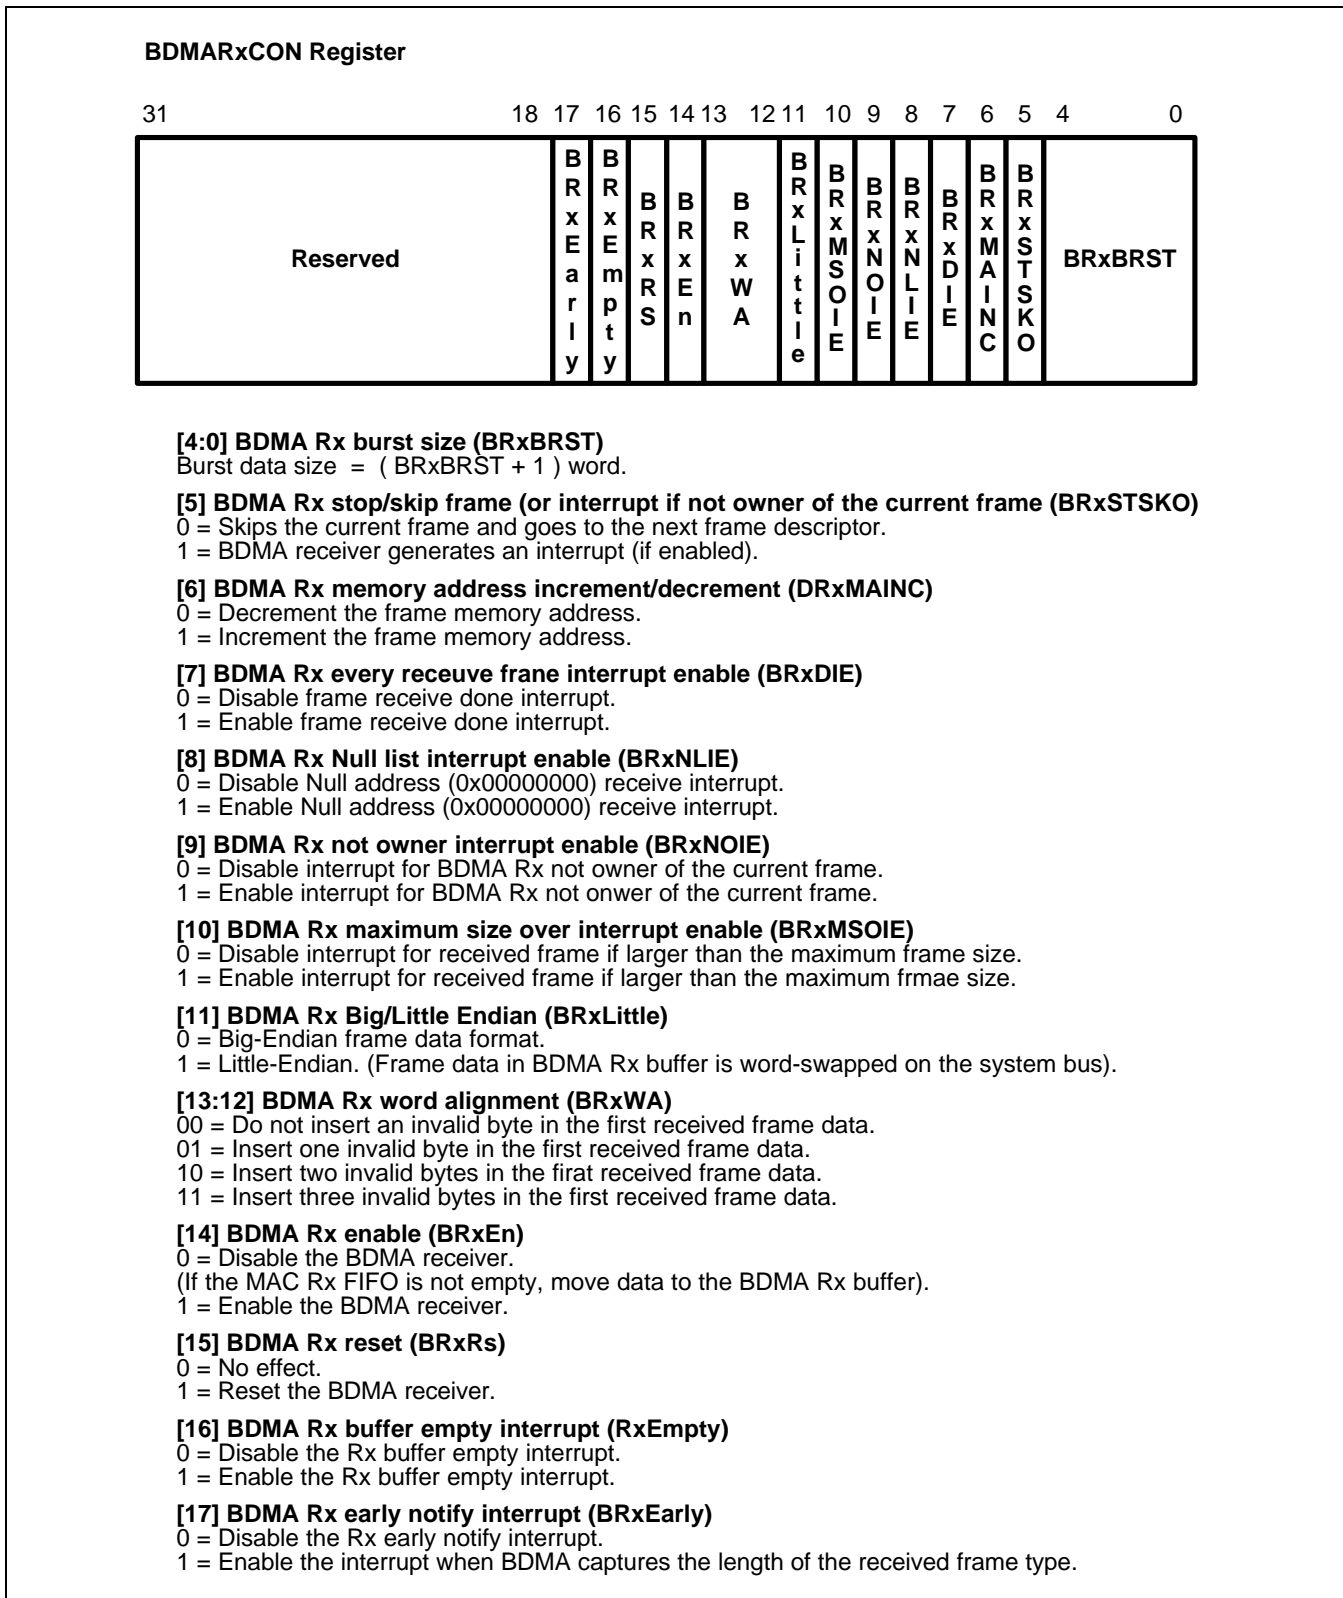 BDMARxCON Register
31 18 17 16 15 14 13 12 11 10 9 8 7 6 5 4 0
Reserved
BRxEarly
BRxEmpty
BRxRS
BRxEn
BRxWA
BRxLittle
BRxMSOIE
BRxNOIE
BRxNLIE
BRxDIE
BRxMAINC
BRxSTSKO
BRxBRST
[4:0] BDMA Rx burst size (BRxBRST)
Burst data size = ( BRxBRST + 1 ) word.
[5] BDMA Rx stop/skip frame (or interrupt if not owner of the current frame (BRxSTSKO)
0 = Skips the current frame and goes to the next frame descriptor.
1 = BDMA receiver generates an interrupt (if enabled).
[6] BDMA Rx memory address increment/decrement (DRxMAINC)
0 = Decrement the frame memory address.
1 = Increment the frame memory address.
[7] BDMA Rx every receuve frane interrupt enable (BRxDIE)
0 = Disable frame receive done interrupt.
1 = Enable frame receive done interrupt.
[8] BDMA Rx Null list interrupt enable (BRxNLIE)
0 = Disable Null address (0x00000000) receive interrupt.
1 = Enable Null address (0x00000000) receive interrupt.
[9] BDMA Rx not owner interrupt enable (BRxNOIE)
0 = Disable interrupt for BDMA Rx not owner of the current frame.
1 = Enable interrupt for BDMA Rx not onwer of the current frame.
[10] BDMA Rx maximum size over interrupt enable (BRxMSOIE)
0 = Disable interrupt for received frame if larger than the maximum frame size.
1 = Enable interrupt for received frame if larger than the maximum frmae size.
[11] BDMA Rx Big/Little Endian (BRxLittle)
0 = Big-Endian frame data format.
1 = Little-Endian. (Frame data in BDMA Rx buffer is word-swapped on the system bus).
[13:12] BDMA Rx word alignment (BRxWA)
00 = Do not insert an invalid byte in the first received frame data.
01 = Insert one invalid byte in the first received frame data.
10 = Insert two invalid bytes in the firat received frame data.
11 = Insert three invalid bytes in the first received frame data.
[14] BDMA Rx enable (BRxEn)
0 = Disable the BDMA receiver.
(If the MAC Rx FIFO is not empty, move data to the BDMA Rx buffer).
1 = Enable the BDMA receiver.
[15] BDMA Rx reset (BRxRs)
0 = No effect.
1 = Reset the BDMA receiver.
[16] BDMA Rx buffer empty interrupt (RxEmpty)
0 = Disable the Rx buffer empty interrupt.
1 = Enable the Rx buffer empty interrupt.
[17] BDMA Rx early notify interrupt (BRxEarly)
0 = Disable the Rx early notify interrupt.
1 = Enable the interrupt when BDMA captures the length of the received frame type.